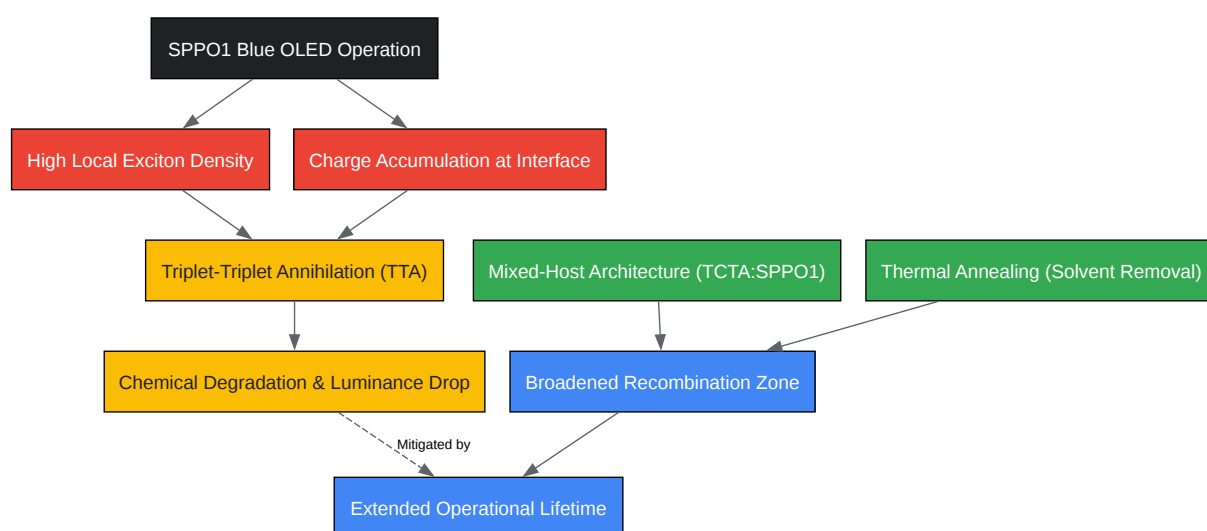 SPPO1 Blue OLED Operation
High Local Exciton Density
Charge Accumulation at Interface
Triplet-Triplet Annihilation (TTA)
Mixed-Host Architecture (TCTA:SPPO1)
Thermal Annealing (Solvent Removal)
Chemical Degradation & Luminance Drop
Broadened Recombination Zone
Mitigated by
Extended Operational Lifetime